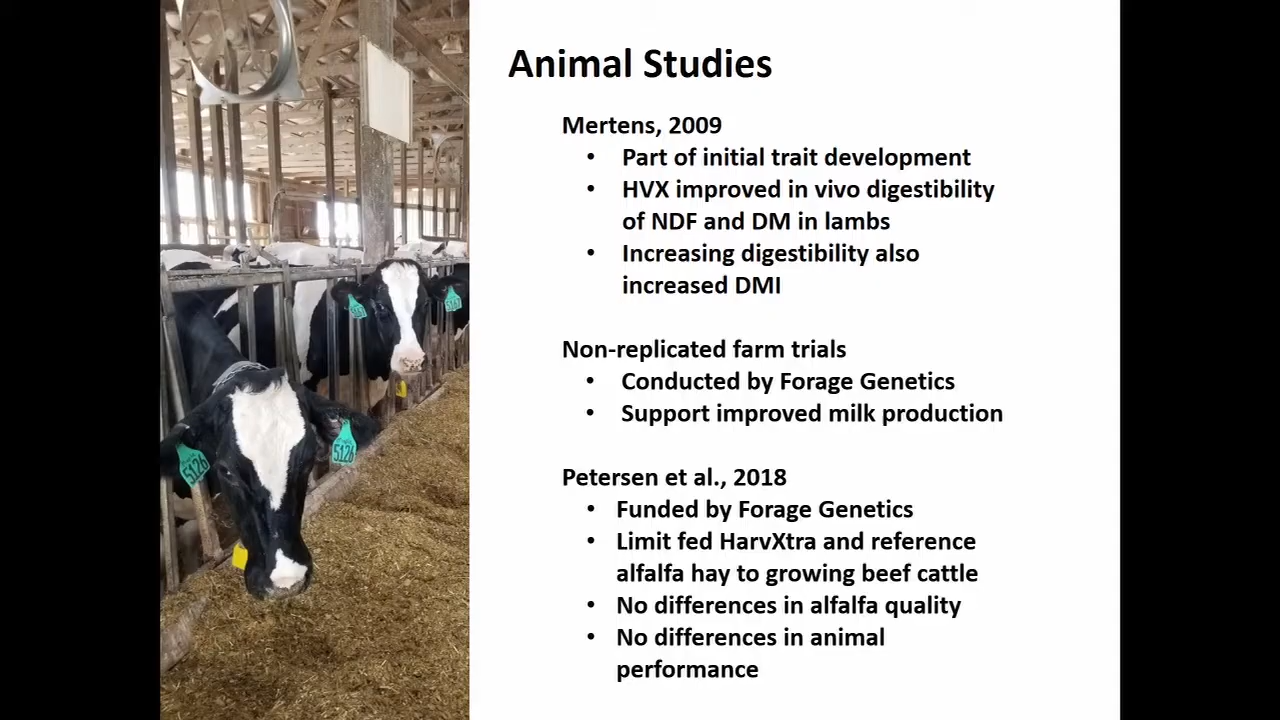 Animal Studies
Mertens, 2009
• Part of initial trait development
• HVX improved in vivo digestibility
of NDF and DM in lambs
• Increasing digestibility also
increased DMI
Non-replicated farm trials
• Conducted by Forage Genetics
• Support improved milk production
Petersen et al., 2018
• Funded by Forage Genetics
• Limit fed HarvXtra and reference
alfalfa hay to growing beef cattle
• No differences in alfalfa quality
• No differences in animal
performance
5126
5126